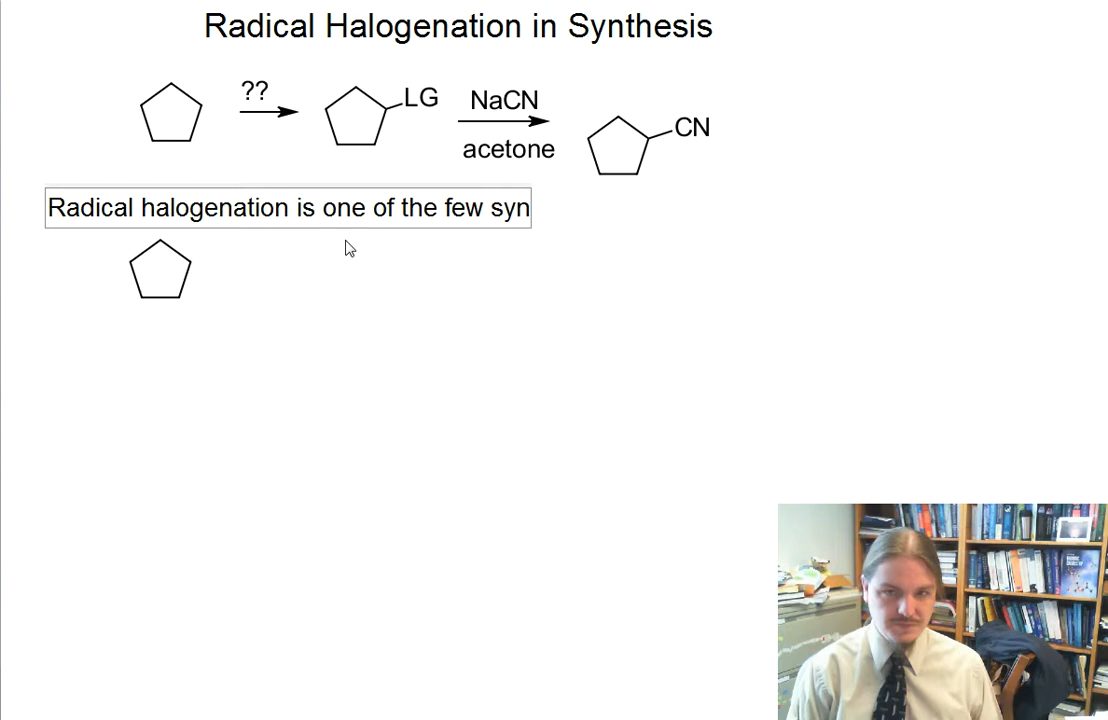 Radical Halogenation in Synthesis
?? LG NaCN
acetone CN
Radical halogenation is one of the few syn